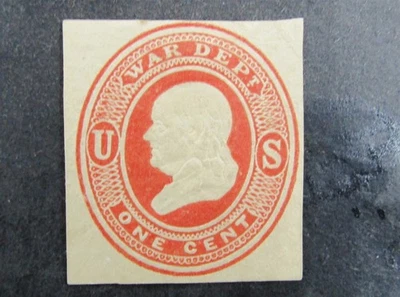 WAR DEPT
U S
ONE CENT